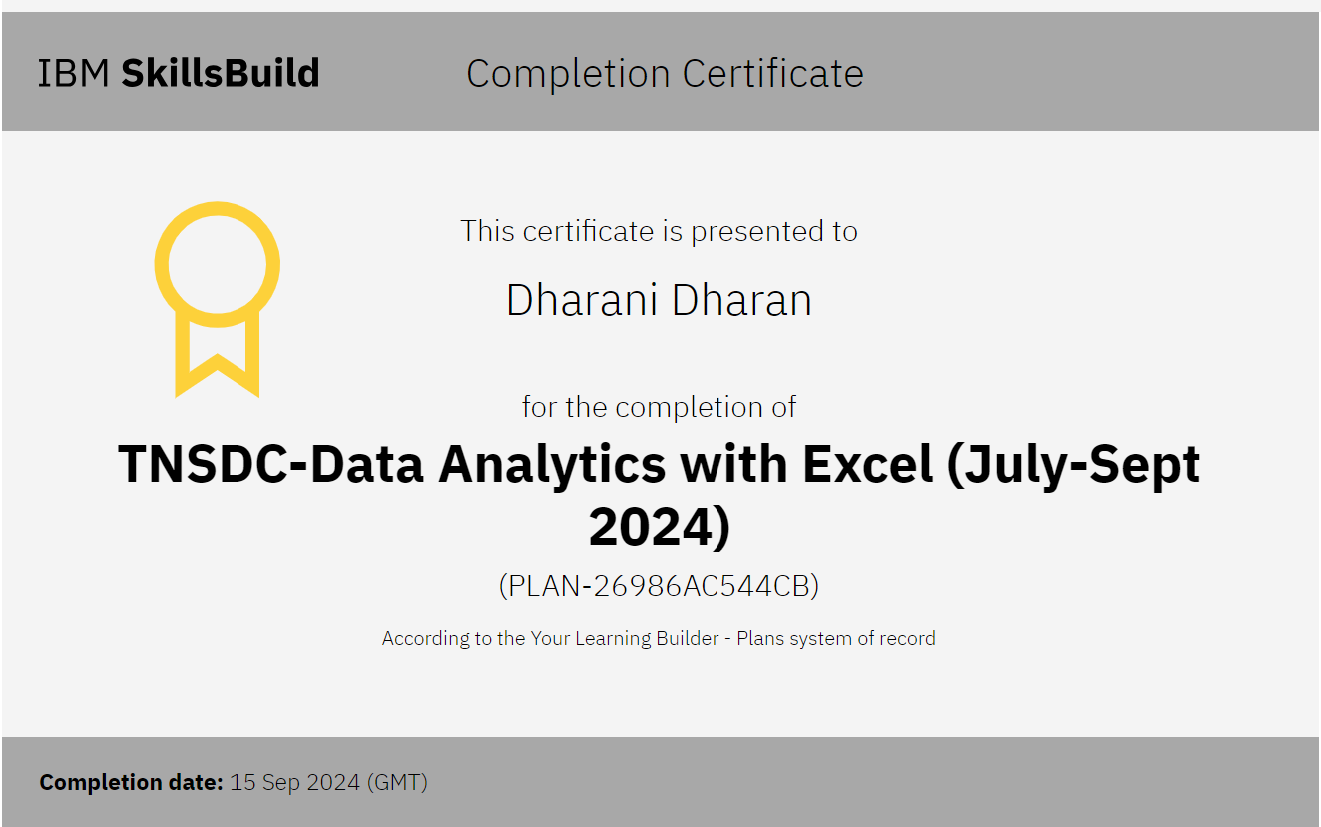 IBM SkillsBuild
Completion Certificate
This certificate is presented to
Dharani Dharan
for the completion of
TNSDC-Data Analytics with Excel (July-Sept
2024)
(PLAN-26986AC544CB)
According to the Your Learning Builder - Plans system of record
Completion date: 15 Sep 2024 (GMT)